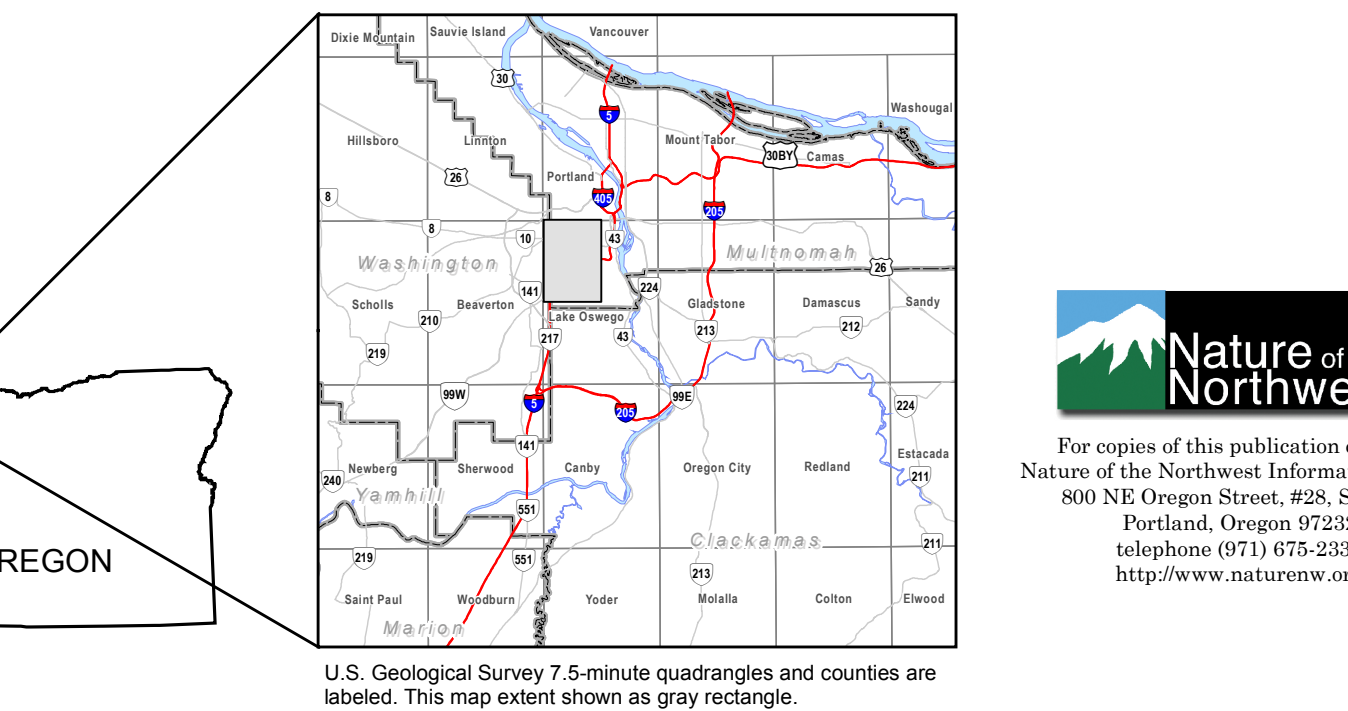 Dixie Mountain
Sauvie Island
Vancouver
30
5
Washougal
Hillsboro
Linnton
Mount Tabor
30BY
Camas
26
Portland
8
405
205
8
10
43
Multnomah
Washington
26
141
224
Scholls
Beaverton
Gladstone
Damascus
Sandy
210
Lake Oswego
213
212
217
43
219
99W
5
205
99E
224
141
Newberg
Sherwood
Canby
Oregon City
Redland
Estacada
240
211
Yamhill
551
Clackamas
211
219
551
213
Saint Paul
Woodburn
Yoder
Molalla
Colton
Elwood
Marion
REGON
U.S. Geological Survey 7.5-minute quadrangles and counties are
labeled. This map extent shown as gray rectangle.
Nature of
Northwe
For copies of this publication
Nature of the Northwest Informa
800 NE Oregon Street, #28, S
Portland, Oregon 97232
telephone (971) 675-233
http://www.naturenw.or